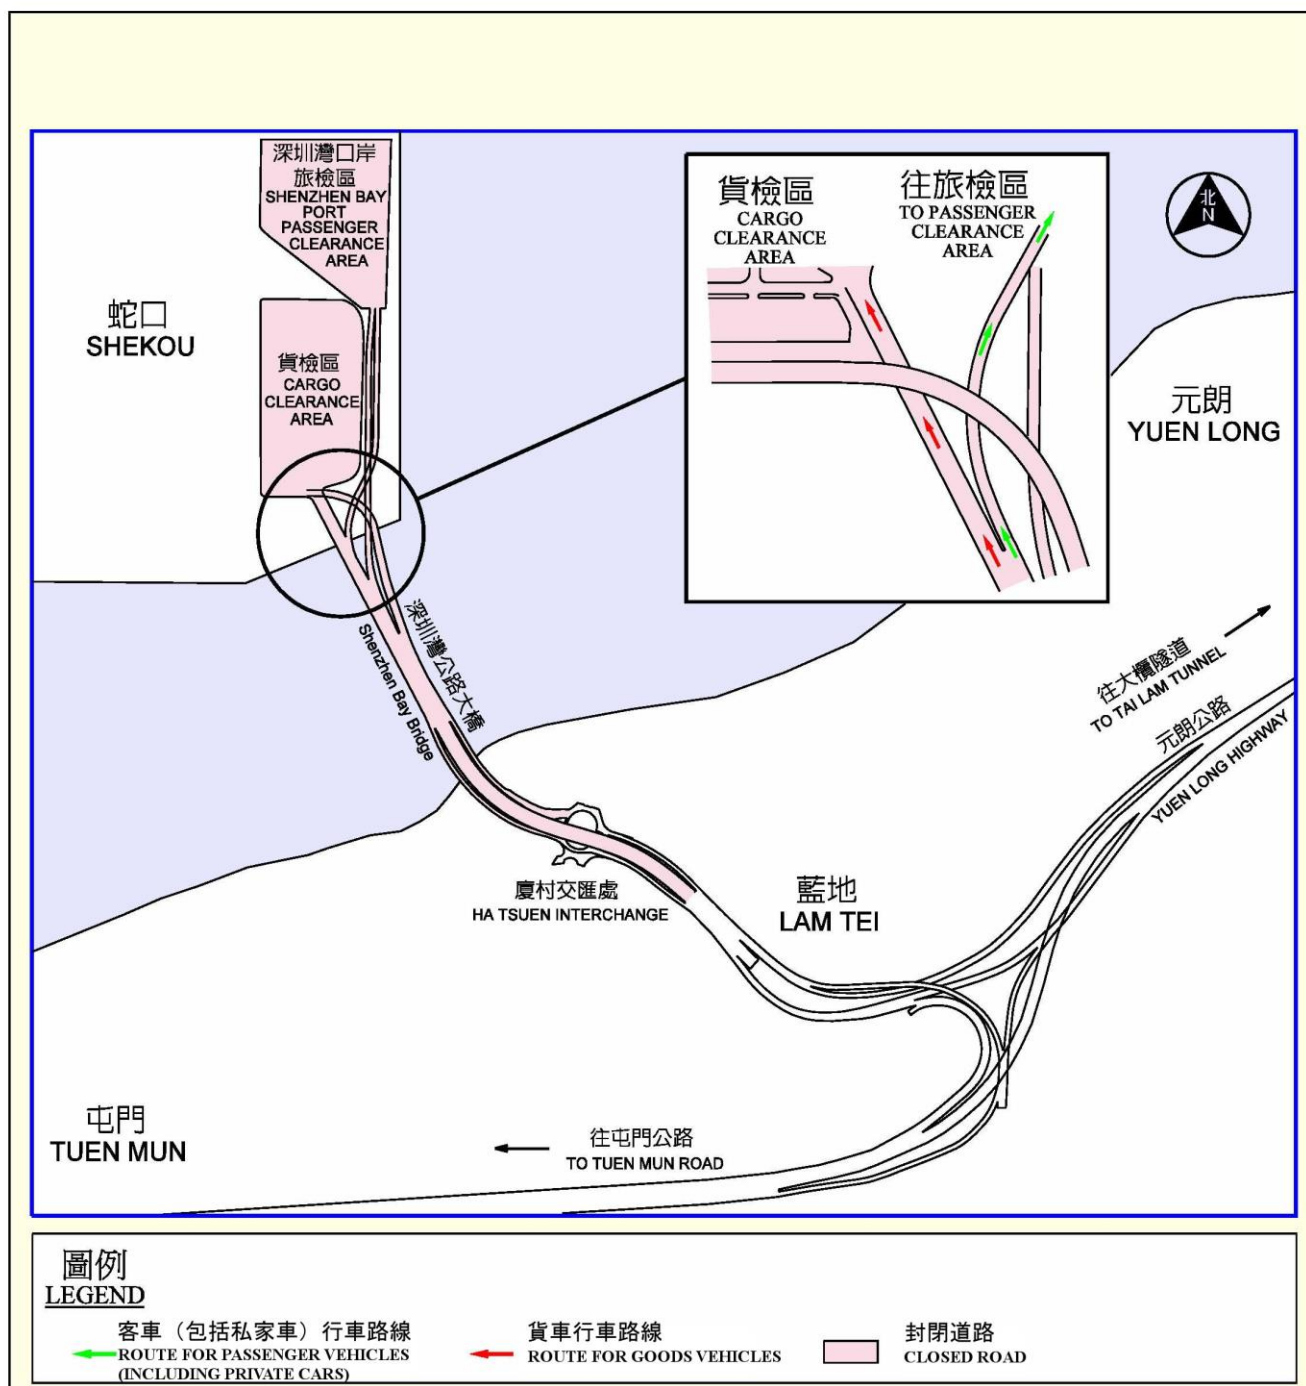 深圳灣口岸
旅檢區
SHENZHEN BAY
PORT
PASSENGER
CLEARANCE
AREA
蛇口
SHEKOU
貨檢區
CARGO
CLEARANCE
AREA
貨檢區
CARGO
CLEARANCE
AREA
往旅檢區
TO PASSENGER
CLEARANCE
AREA
北
N
元朗
YUEN LONG
深圳灣公路大橋
Shenzhen Bay Bridge
往大欖隧道
TO TAI LAM TUNNEL
元朗公路
YUEN LONG HIGHWAY
廈村交匯處
HA TSUEN INTERCHANGE
藍地
LAM TEI
屯門
TUEN MUN
往屯門公路
TO TUEN MUN ROAD
圖例
LEGEND
客車（包括私家車）行車路線
ROUTE FOR PASSENGER VEHICLES
(INCLUDING PRIVATE CARS)
貨車行車路線
ROUTE FOR GOODS VEHICLES
封閉道路
CLOSED ROAD